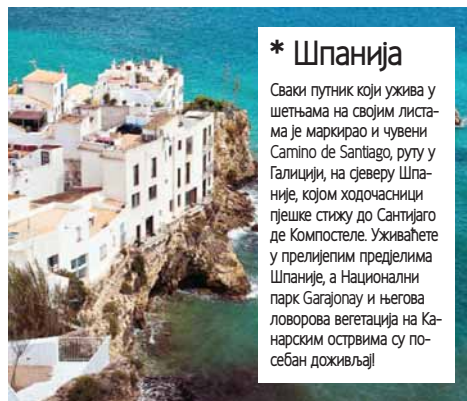 * Шпанија
Сваки путник који ужива у
шетњама на својим листа-
ма је маркирао и чувени
Camino de Santiago, руту у
Галицији, на сјеверу Шпа-
није, којом ходочасници
пјешке стижу до Сантијаго
де Компостеле. Уживаћете
у прелијепим предјелима
Шпаније, а Национални
парк Garajonay и његова
ловорова вегетација на Ка-
нарским острвима су по-
себан доживљај!